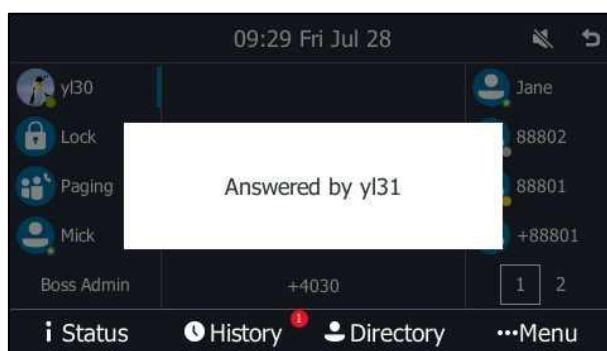 09:29 Fri Jul 28
yl30
Jane
Lock
88802
Answered by yl31
Paging
88801
Mick
+88801
Boss Admin
+4030
1 2
Status
History 1
Directory
Menu